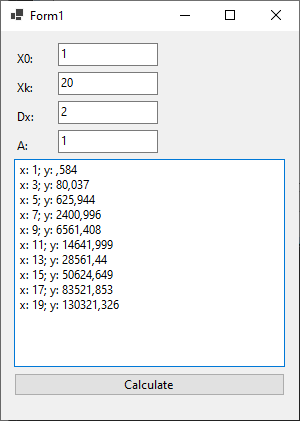 Form1
X0: 1
Xk: 20
Dx: 2
A: 1
x: 1; y: ,584
x: 3; y: 80,037
x: 5; y: 625,944
x: 7; y: 2400,996
x: 9; y: 6561,408
x: 11; y: 14641,999
x: 13; y: 28561,44
x: 15; y: 50624,649
x: 17; y: 83521,853
x: 19; y: 130321,326
Calculate